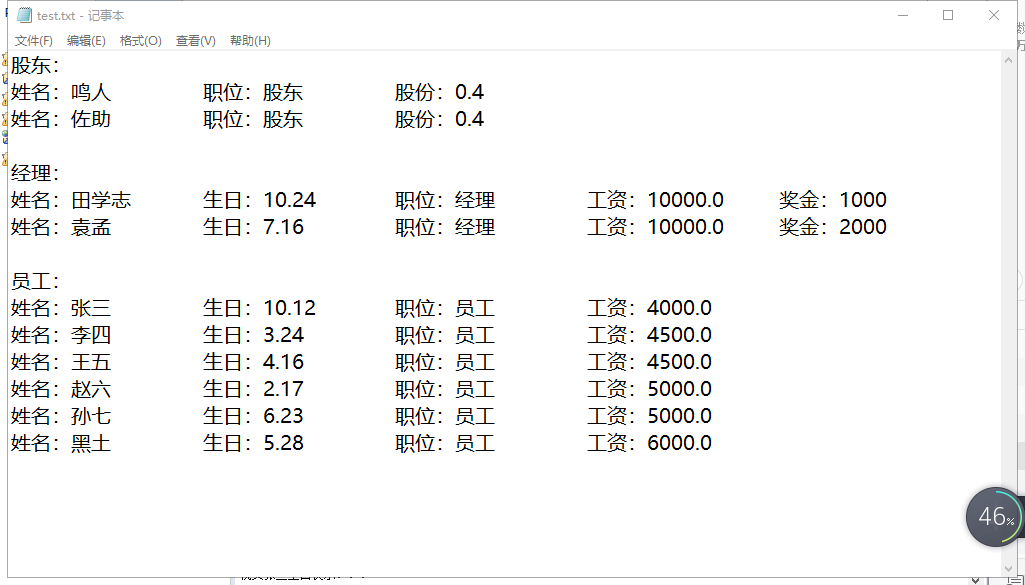 test.txt - 记事本
文件(F) 编辑(E) 格式(O) 查看(V) 帮助(H)
股东：
姓名：鸣人 职位：股东 股份：0.4
姓名：佐助 职位：股东 股份：0.4
经理：
姓名：田学志 生日：10.24 职位：经理 工资：10000.0 奖金：1000
姓名：袁孟 生日：7.16 职位：经理 工资：10000.0 奖金：2000
员工：
姓名：张三 生日：10.12 职位：员工 工资：4000.0
姓名：李四 生日：3.24 职位：员工 工资：4500.0
姓名：王五 生日：4.16 职位：员工 工资：4500.0
姓名：赵六 生日：2.17 职位：员工 工资：5000.0
姓名：孙七 生日：6.23 职位：员工 工资：5000.0
姓名：黑土 生日：5.28 职位：员工 工资：6000.0
46%